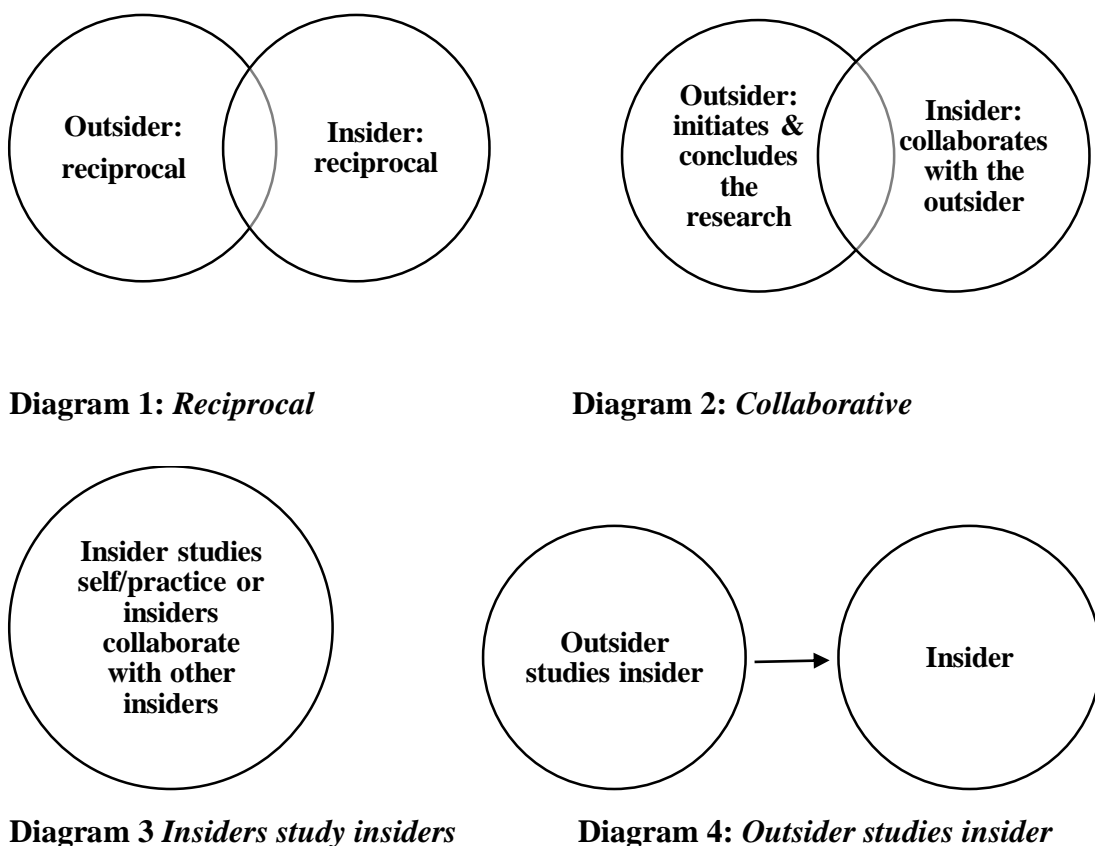 Outsider:
reciprocal
Insider:
reciprocal
Outsider:
initiates &
concludes
the
research
Insider:
collaborates
with the
outsider
Diagram 1: Reciprocal
Diagram 2: Collaborative
Insider studies
self/practice or
insiders
collaborate
with other
insiders
Outsider
studies insider
Insider
Diagram 3 Insiders study insiders
Diagram 4: Outsider studies insider